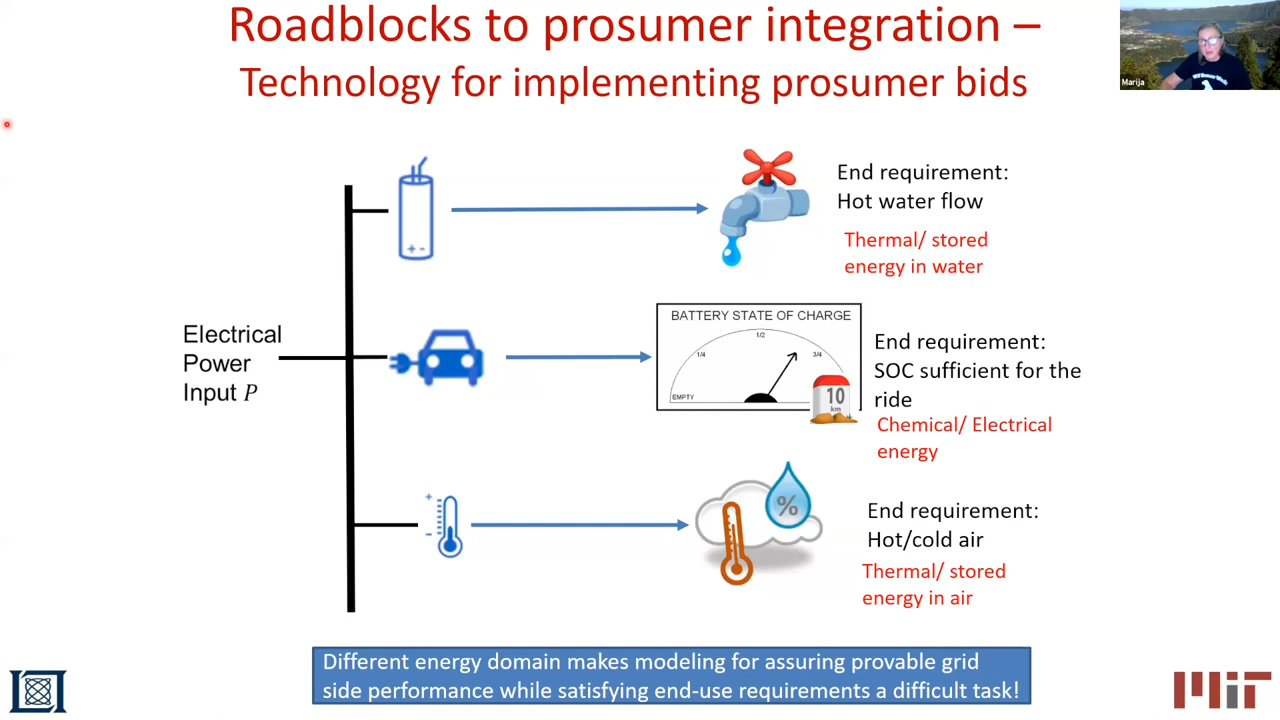 Roadblocks to prosumer integration –
Technology for implementing prosumer bids
Marija
End requirement:
Hot water flow
Thermal/ stored
energy in water
Electrical
Power
Input P
BATTERY STATE OF CHARGE
1/2
1/4
3/4
EMPTY
10
km
End requirement:
SOC sufficient for the
ride
Chemical/ Electrical
energy
%
End requirement:
Hot/cold air
Thermal/ stored
energy in air
Different energy domain makes modeling for assuring provable grid
side performance while satisfying end-use requirements a difficult task!
MIT